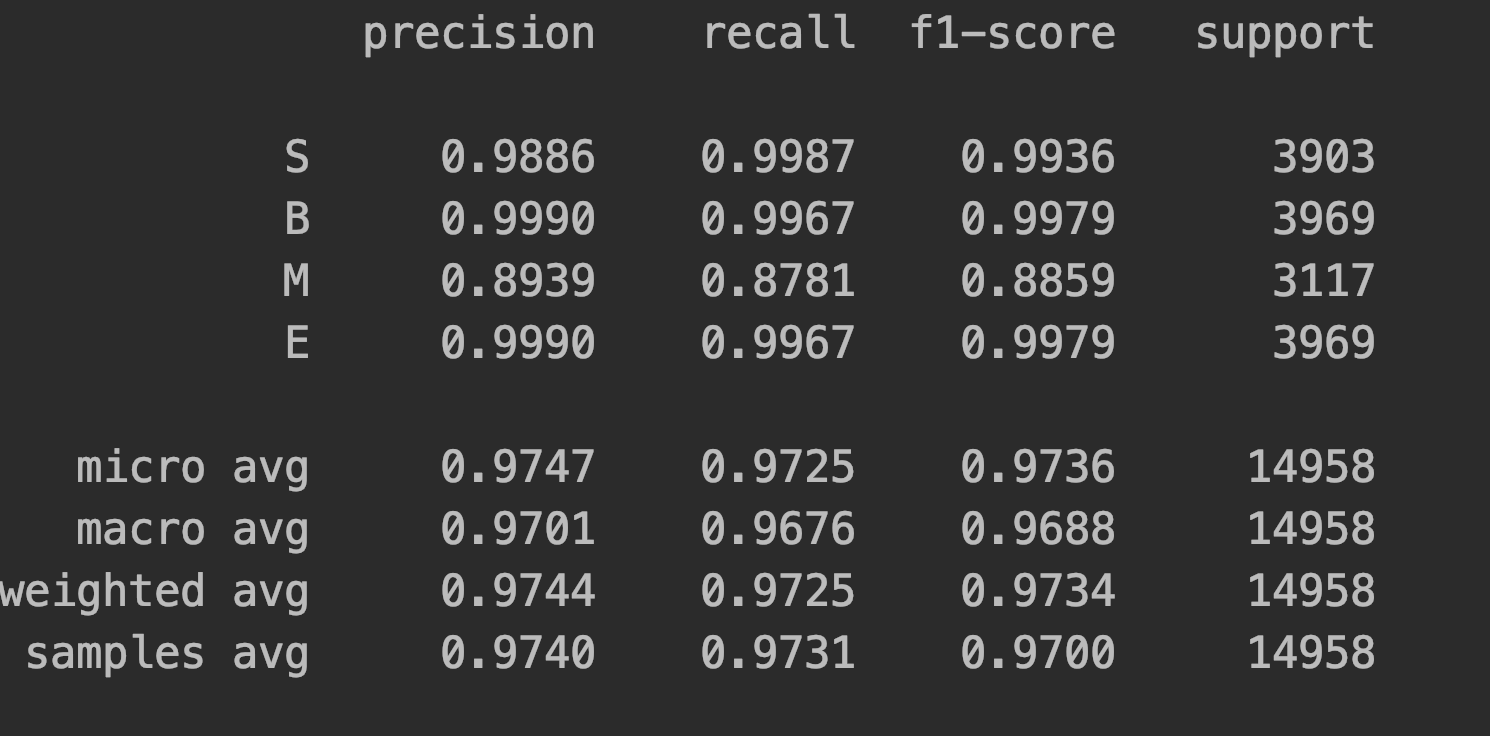 precision recall f1-score support
S 0.9886 0.9987 0.9936 3903
B 0.9990 0.9967 0.9979 3969
M 0.8939 0.8781 0.8859 3117
E 0.9990 0.9967 0.9979 3969
micro avg 0.9747 0.9725 0.9736 14958
macro avg 0.9701 0.9676 0.9688 14958
weighted avg 0.9744 0.9725 0.9734 14958
samples avg 0.9740 0.9731 0.9700 14958